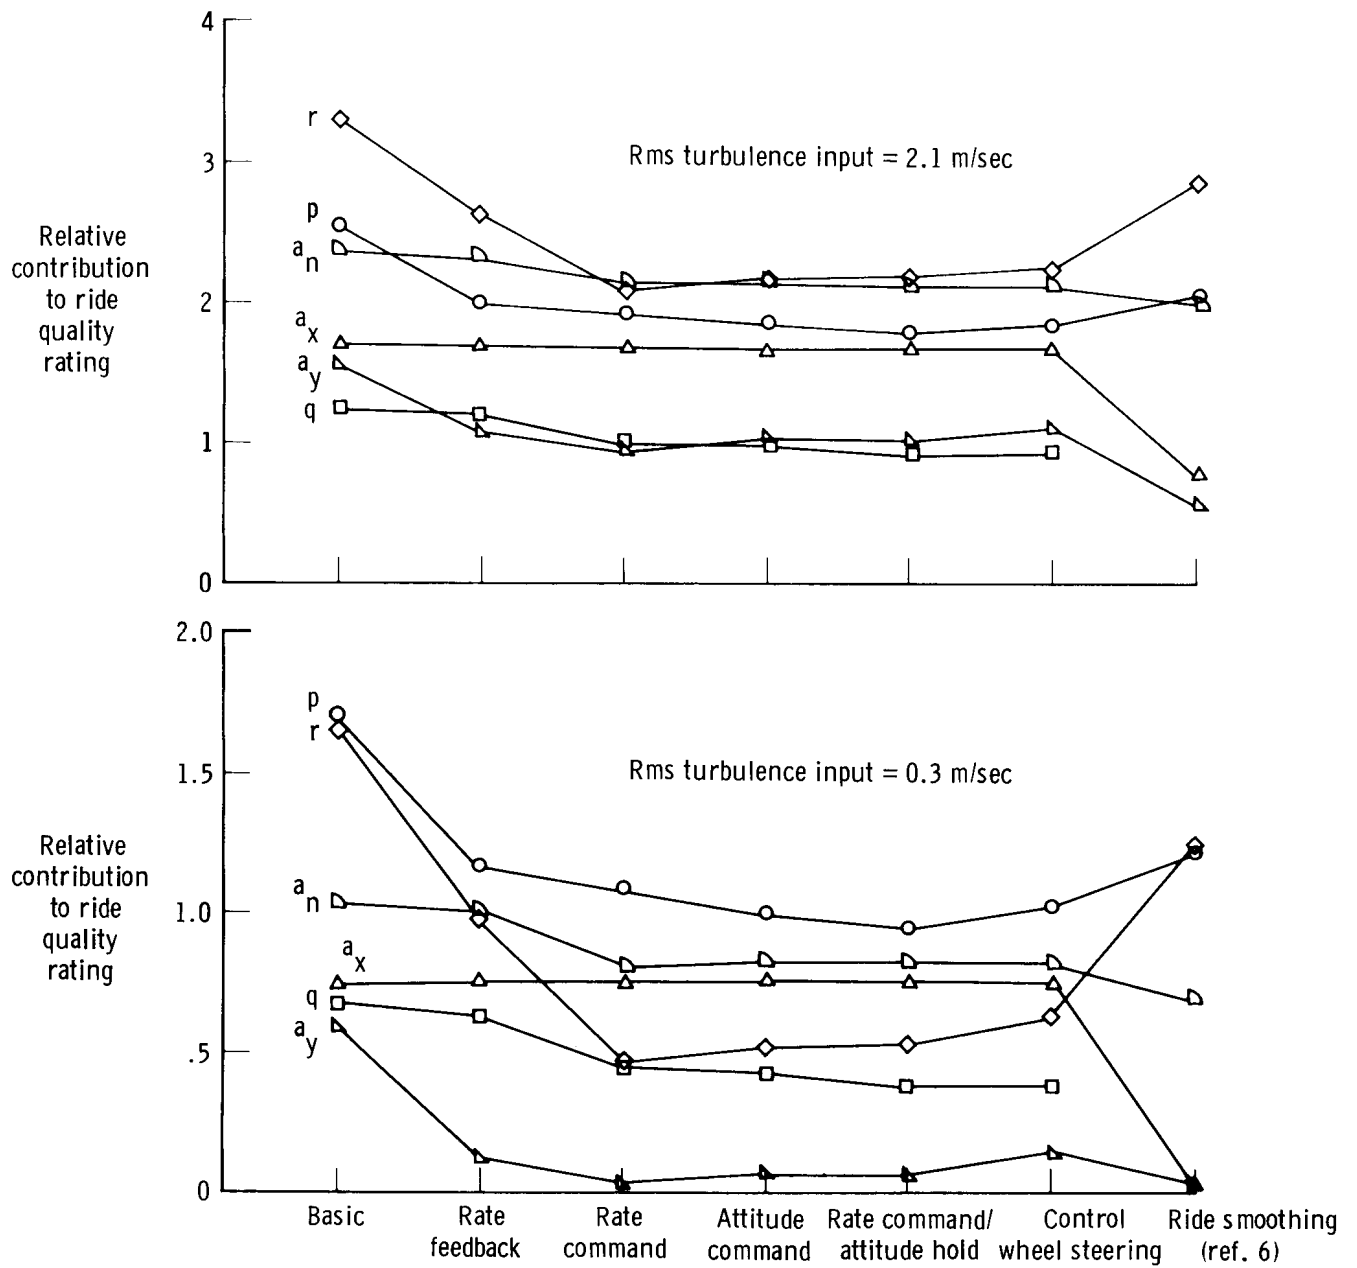 4
3
2
1
0
Relative
contribution
to ride
quality
rating
Rms turbulence input = 2.1 m/sec
r
p
a n
a x
a y
q
2.0
1.5
1.0
.5
0
Relative
contribution
to ride
quality
rating
Rms turbulence input = 0.3 m/sec
p
r
a n
a x
q
a y
Basic
Rate
feedback
Rate
command
Attitude
command
Rate command/
attitude hold
Control
wheel steering
Ride smoothing
(ref. 6)